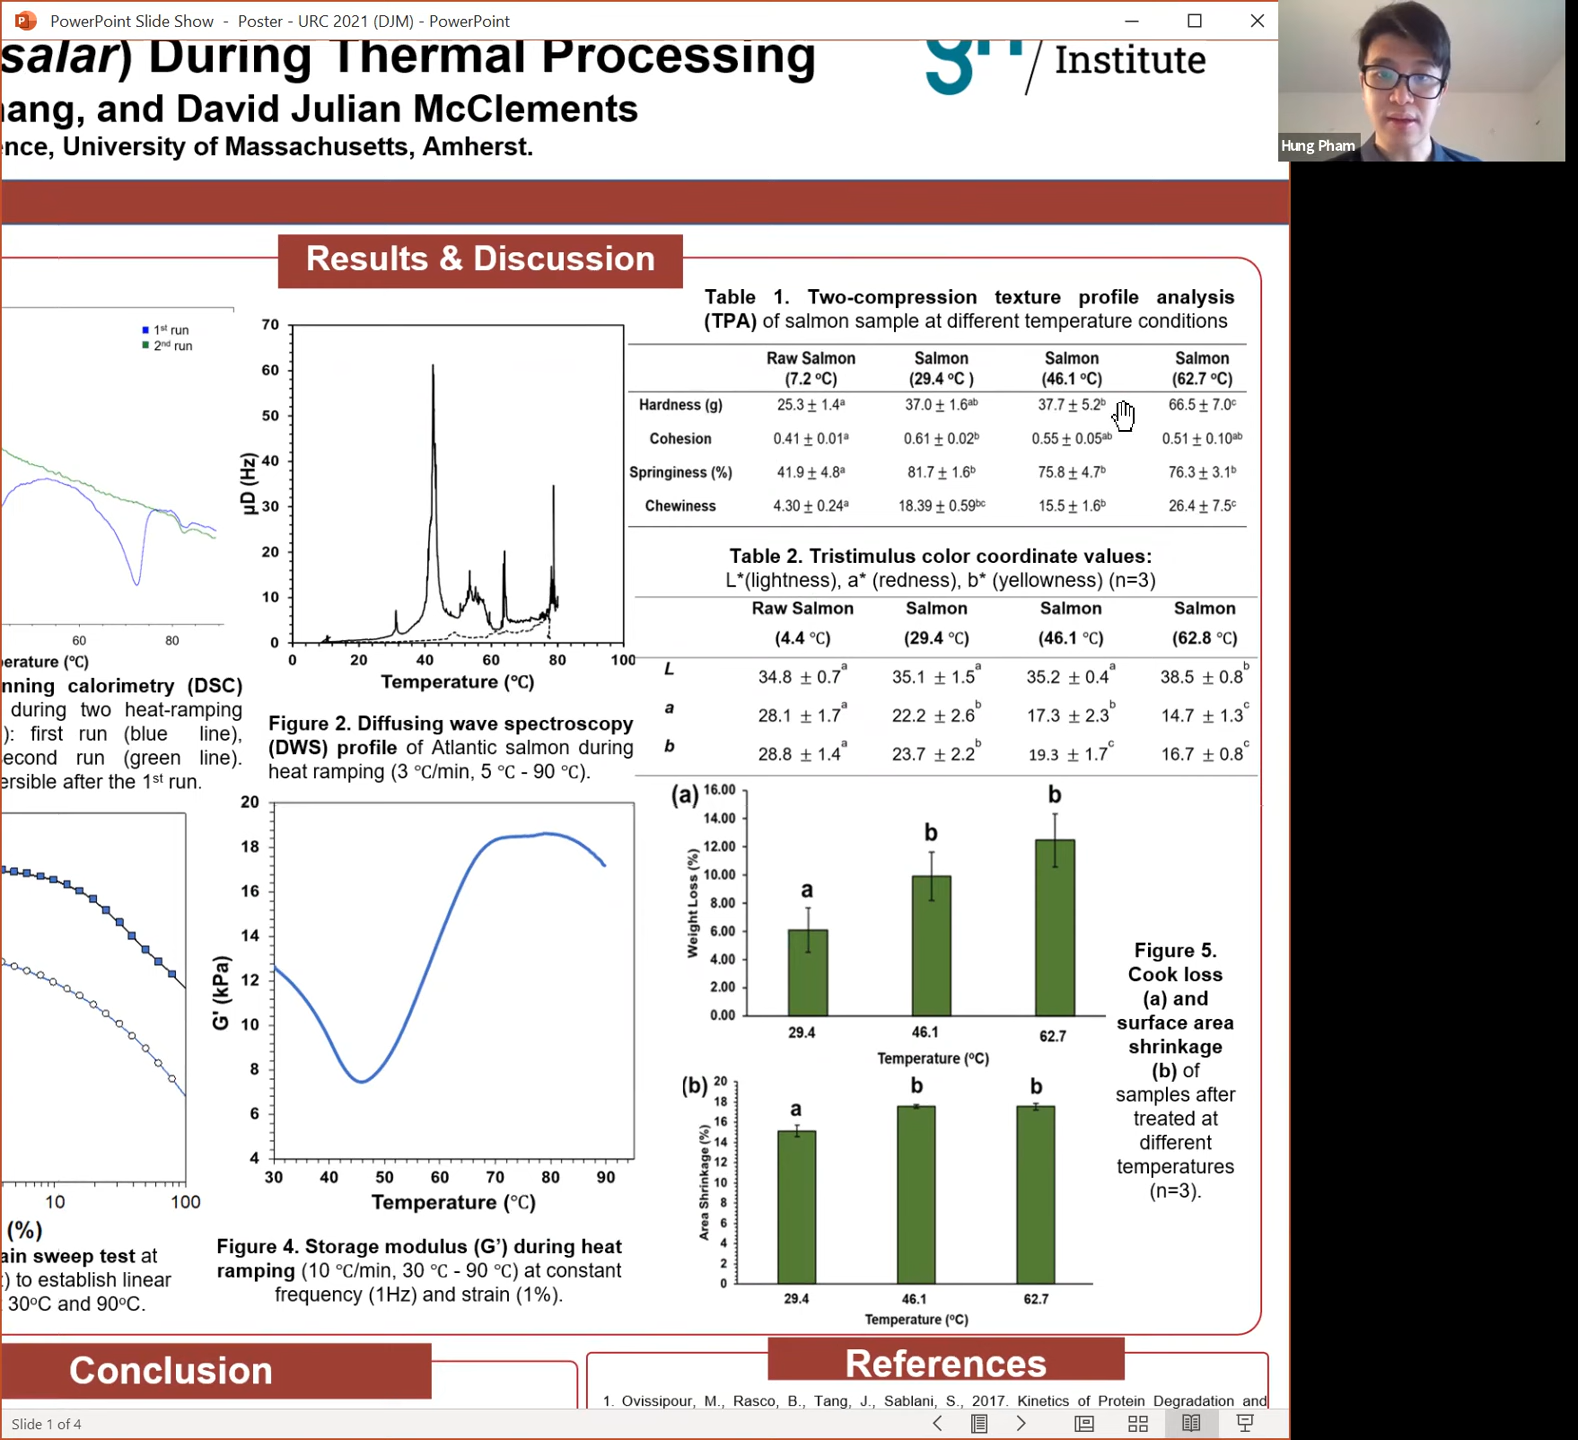 PowerPoint Slide Show - Poster - URC 2021 (DJM) - PowerPoint
salar) During Thermal Processing
ang, and David Julian McClements
ence, University of Massachusetts, Amherst.
Institute
Hung Pham
Results & Discussion
1st run
2nd run
60 80
erature (℃)
nning calorimetry (DSC)
during two heat-ramping
): first run (blue line),
econd run (green line).
ersible after the 1st run.
70
60
50
40
30
20
10
0
µD (Hz)
0 20 40 60 80 100
Temperature (℃)
Figure 2. Diffusing wave spectroscopy
(DWS) profile of Atlantic salmon during
heat ramping (3 ℃/min, 5 ℃ - 90 ℃).
Table 1. Two-compression texture profile analysis
(TPA) of salmon sample at different temperature conditions
Raw Salmon Salmon Salmon Salmon
(7.2 ºC) (29.4 ºC ) (46.1 ºC) (62.7 ºC)
Hardness (g) 25.3 ± 1.4a 37.0 ± 1.6ab 37.7 ± 5.2b 66.5 ± 7.0c
Cohesion 0.41 ± 0.01a 0.61 ± 0.02b 0.55 ± 0.05ab 0.51 ± 0.10ab
Springiness (%) 41.9 ± 4.8a 81.7 ± 1.6b 75.8 ± 4.7b 76.3 ± 3.1b
Chewiness 4.30 ± 0.24a 18.39 ± 0.59bc 15.5 ± 1.6b 26.4 ± 7.5c
Table 2. Tristimulus color coordinate values:
L*(lightness), a* (redness), b* (yellowness) (n=3)
Raw Salmon Salmon Salmon Salmon
(4.4 ℃) (29.4 ℃) (46.1 ℃) (62.8 ℃)
L 34.8 ± 0.7a 35.1 ± 1.5a 35.2 ± 0.4a 38.5 ± 0.8b
a 28.1 ± 1.7a 22.2 ± 2.6b 17.3 ± 2.3b 14.7 ± 1.3c
b 28.8 ± 1.4a 23.7 ± 2.2b 19.3 ± 1.7c 16.7 ± 0.8c
10 100
(%)
ain sweep test at
) to establish linear
30ºC and 90ºC.
20
18
16
14
12
10
8
6
4
G' (kPa)
30 40 50 60 70 80 90
Temperature (℃)
Figure 4. Storage modulus (G’) during heat
ramping (10 ℃/min, 30 ℃ - 90 ℃) at constant
frequency (1Hz) and strain (1%).
(a)
16.00
14.00
12.00
10.00
8.00
6.00
4.00
2.00
0.00
Weight Loss (%)
a b b
29.4 46.1 62.7
Temperature (ºC)
(b)
20
18
16
14
12
10
8
6
4
2
0
Area Shrinkage (%)
a b b
29.4 46.1 62.7
Temperature (ºC)
Figure 5.
Cook loss
(a) and
surface area
shrinkage
(b) of
samples after
treated at
different
temperatures
(n=3).
Conclusion
References
1. Ovissipour, M., Rasco, B., Tang, J., Sablani, S., 2017. Kinetics of Protein Degradation and
Slide 1 of 4